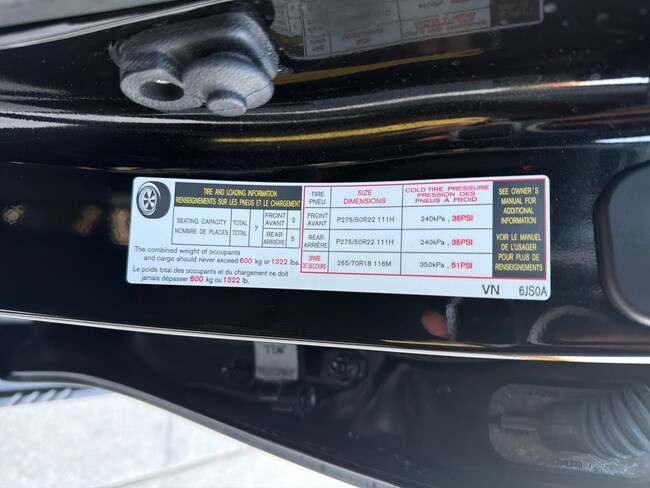 TIRE AND LOADING INFORMATION
RENSEIGNEMENTS SUR LES PNEUS ET LE CHARGEMENT
SEATING CAPACITY TOTAL 7 FRONT AVANT 2
NOMBRE DE PLACES TOTAL REAR ARRIÈRE 5
The combined weight of occupants
and cargo should never exceed 600 kg or 1322 lbs.
Le poids total des occupants et du chargement ne doit
jamais dépasser 600 kg ou 1322 lb.
TIRE PNEU SIZE DIMENSIONS COLD TIRE PRESSURE PRESSION DES PNEUS À FROID
FRONT AVANT P275/50R22 111H 240kPa , 35PSI
REAR ARRIÈRE P275/50R22 111H 240kPa , 35PSI
SPARE DE SECOURS 265/70R18 116M 350kPa , 51PSI
SEE OWNER'S
MANUAL FOR
ADDITIONAL
INFORMATION
VOIR LE MANUEL
DE L'USAGER
POUR PLUS DE
RENSEIGNEMENTS
VN 6JS0A